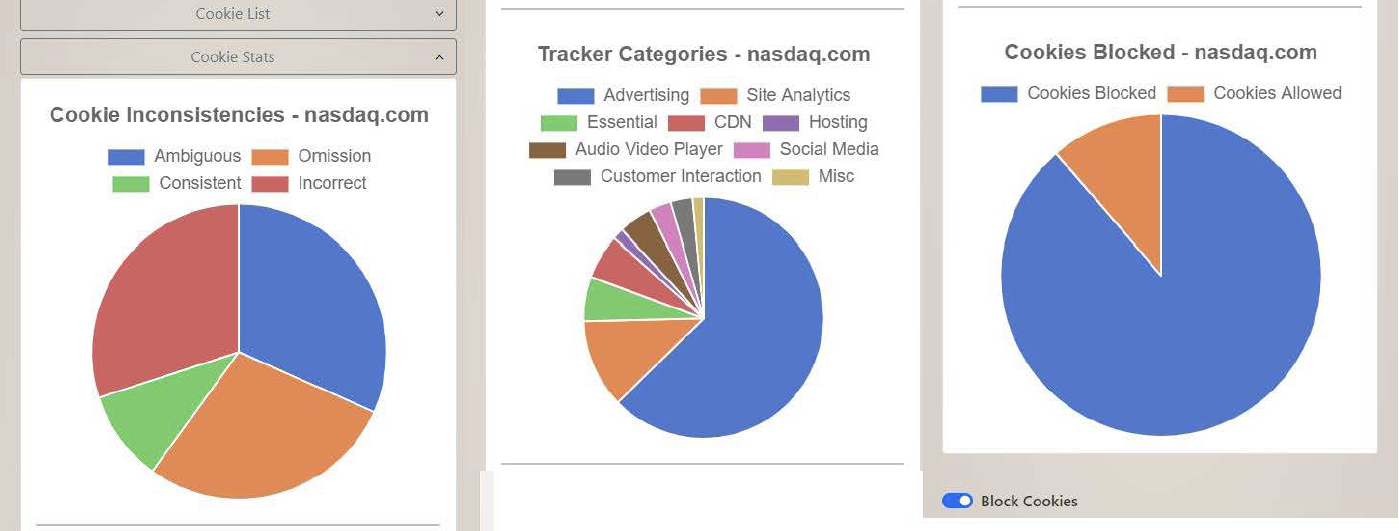 Cookie List
Cookie Stats
Cookie Inconsistencies - nasdaq.com
Ambiguous Omission
Consistent Incorrect
Tracker Categories - nasdaq.com
Advertising Site Analytics
Essential CDN Hosting
Audio Video Player Social Media
Customer Interaction Misc
Cookies Blocked - nasdaq.com
Cookies Blocked Cookies Allowed
Block Cookies